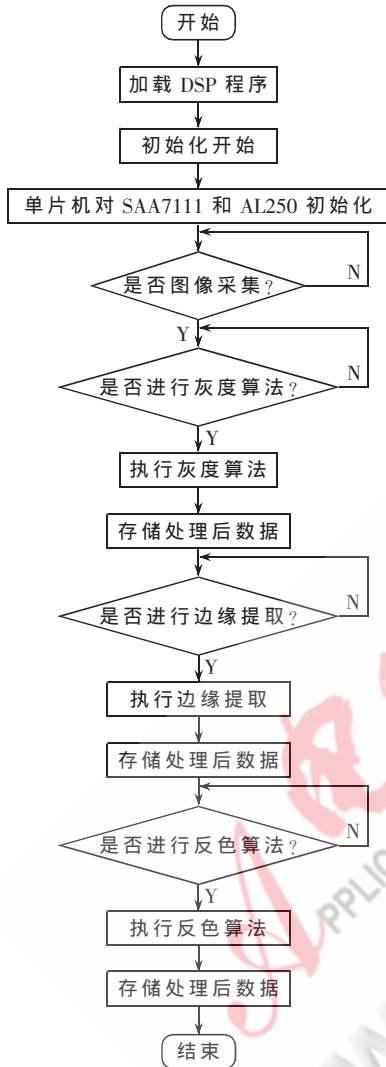 开始
加载 DSP 程序
初始化开始
单片机对 SAA7111 和 AL250 初始化
是否图像采集?
N
Y
是否进行灰度算法?
N
Y
执行灰度算法
存储处理后数据
是否进行边缘提取?
N
Y
执行边缘提取
存储处理后数据
是否进行反色算法?
N
Y
执行反色算法
存储处理后数据
结束